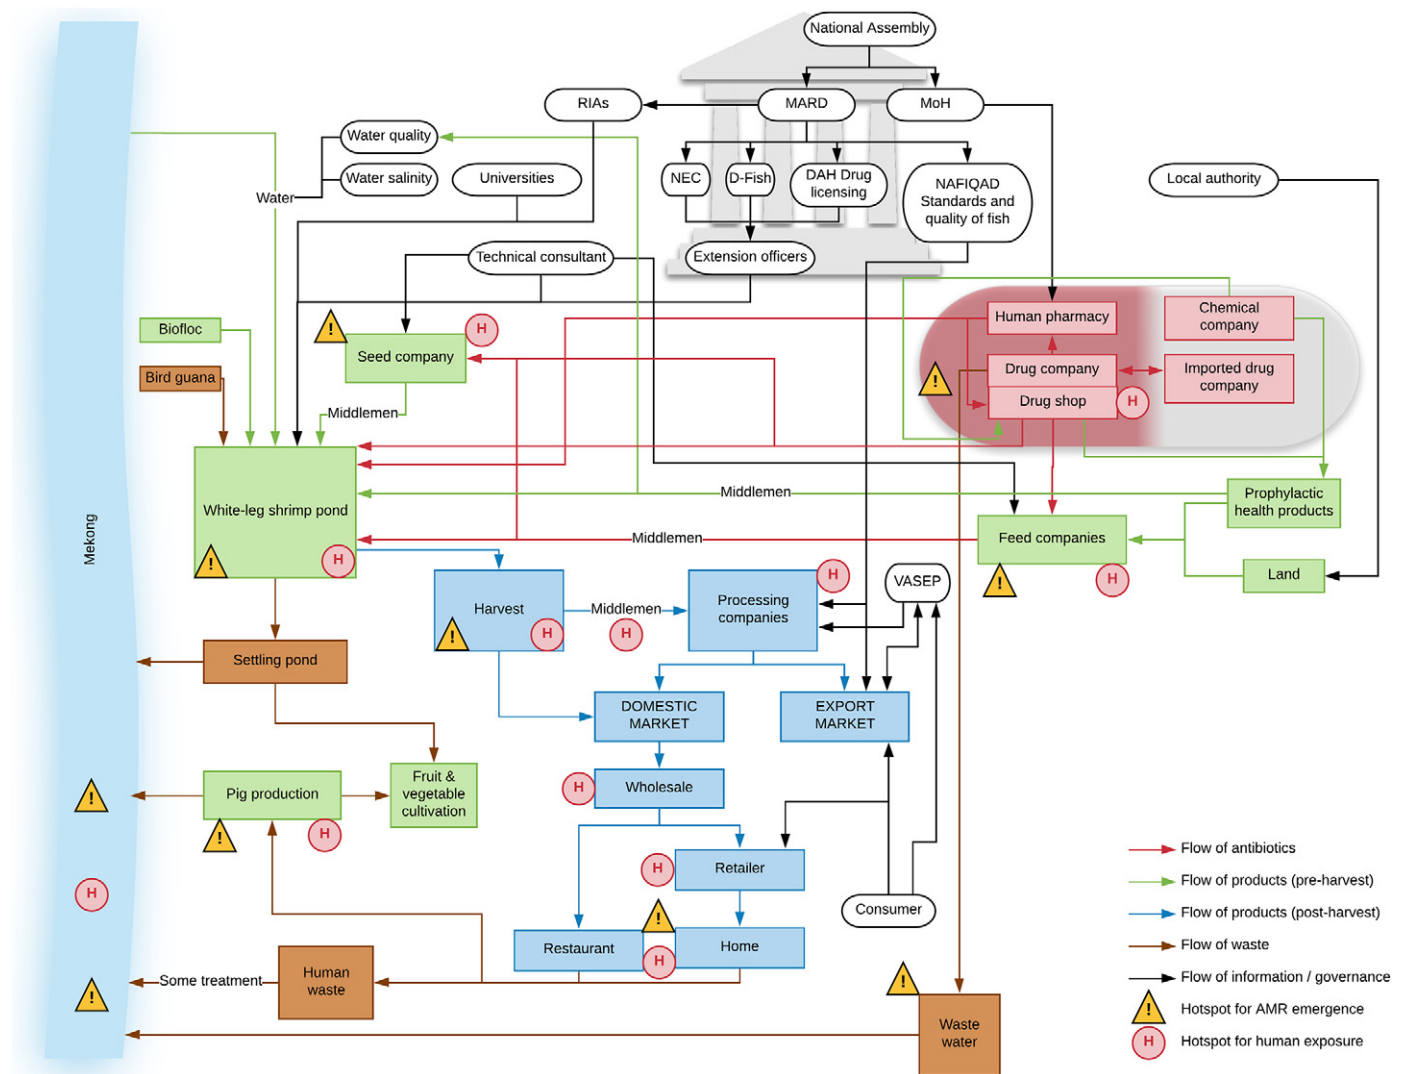 National Assembly
RIAs
MARD
MoH
Water quality
Water salinity
Water
Universities
NEC
D-Fish
DAH Drug
licensing
NAFIQAD
Standards and
quality of fish
Local authority
Technical consultant
Extension officers
Biofloc
Bird guana
!
H
Seed company
Middlemen
Human pharmacy
Chemical
company
!
Drug company
Drug shop
H
Imported drug
company
Mekong
White-leg shrimp pond
!
H
Middlemen
Prophylactic
health products
Middlemen
Feed companies
!
H
Land
Harvest
!
H
Middlemen
H
Processing
companies
H
VASEP
Settling pond
DOMESTIC
MARKET
EXPORT
MARKET
!
Pig production
!
H
Fruit &
vegetable
cultivation
H
Wholesale
H
Retailer
H
!
Consumer
Restaurant
H
Home
!
Some treatment
Human
waste
!
Waste
water
Flow of antibiotics
Flow of products (pre-harvest)
Flow of products (post-harvest)
Flow of waste
Flow of information / governance
! Hotspot for AMR emergence
H Hotspot for human exposure